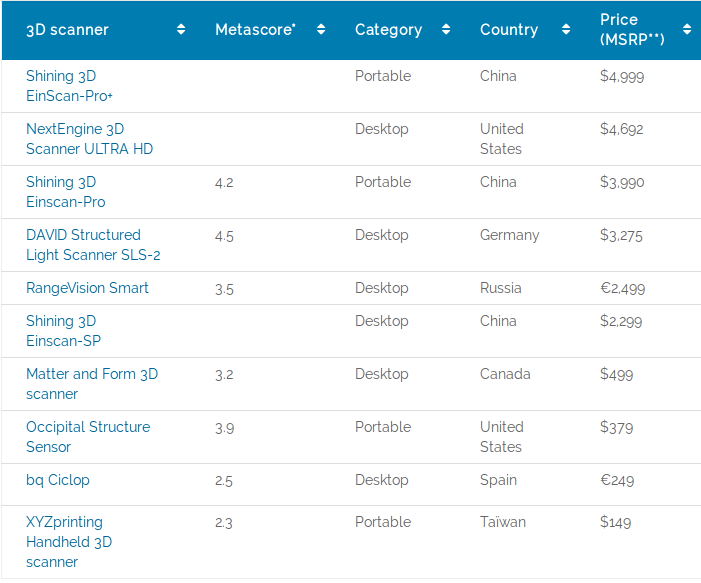 3D scanner Metascore* Category Country Price (MSRP**)
Shining 3D EinScan-Pro+ Portable China $4,999
NextEngine 3D Scanner ULTRA HD Desktop United States $4,692
Shining 3D Einscan-Pro 4.2 Portable China $3,990
DAVID Structured Light Scanner SLS-2 4.5 Desktop Germany $3,275
RangeVision Smart 3.5 Desktop Russia €2,499
Shining 3D Einscan-SP Desktop China $2,299
Matter and Form 3D scanner 3.2 Desktop Canada $499
Occipital Structure Sensor 3.9 Portable United States $379
bq Ciclop 2.5 Desktop Spain €249
XYZprinting Handheld 3D scanner 2.3 Portable Taïwan $149